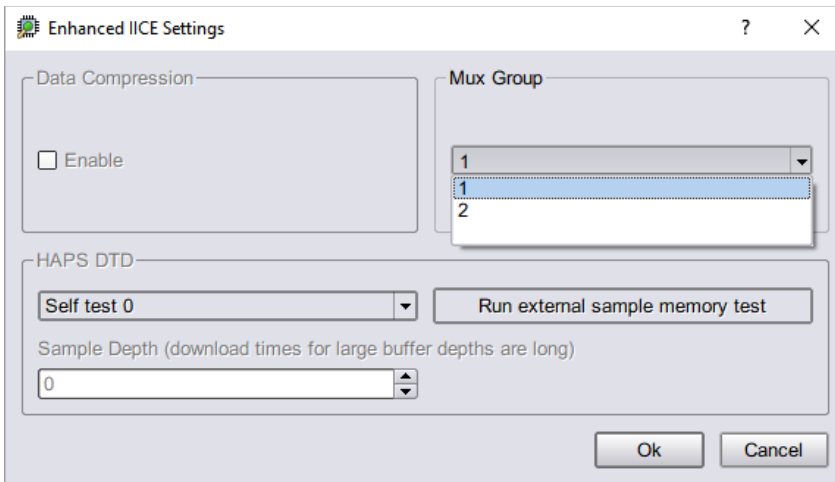 Enhanced IICE Settings
Data Compression
Enable
Mux Group
1
1
2
HAPS DTD
Self test 0
Run external sample memory test
Sample Depth (download times for large buffer depths are long)
0
Ok
Cancel